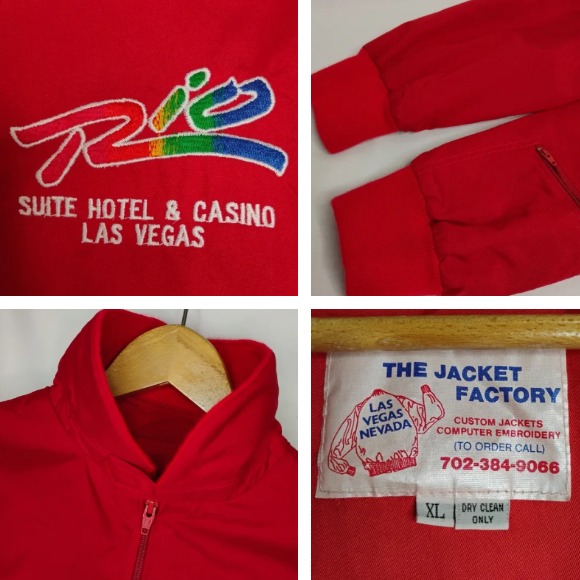 Rio
SUITE HOTEL & CASINO
LAS VEGAS
THE JACKET
FACTORY
LAS
VEGAS
NEVADA
CUSTOM JACKETS
COMPUTER EMBROIDERY
(TO ORDER CALL)
702-384-9066
XL
DRY CLEAN
ONLY